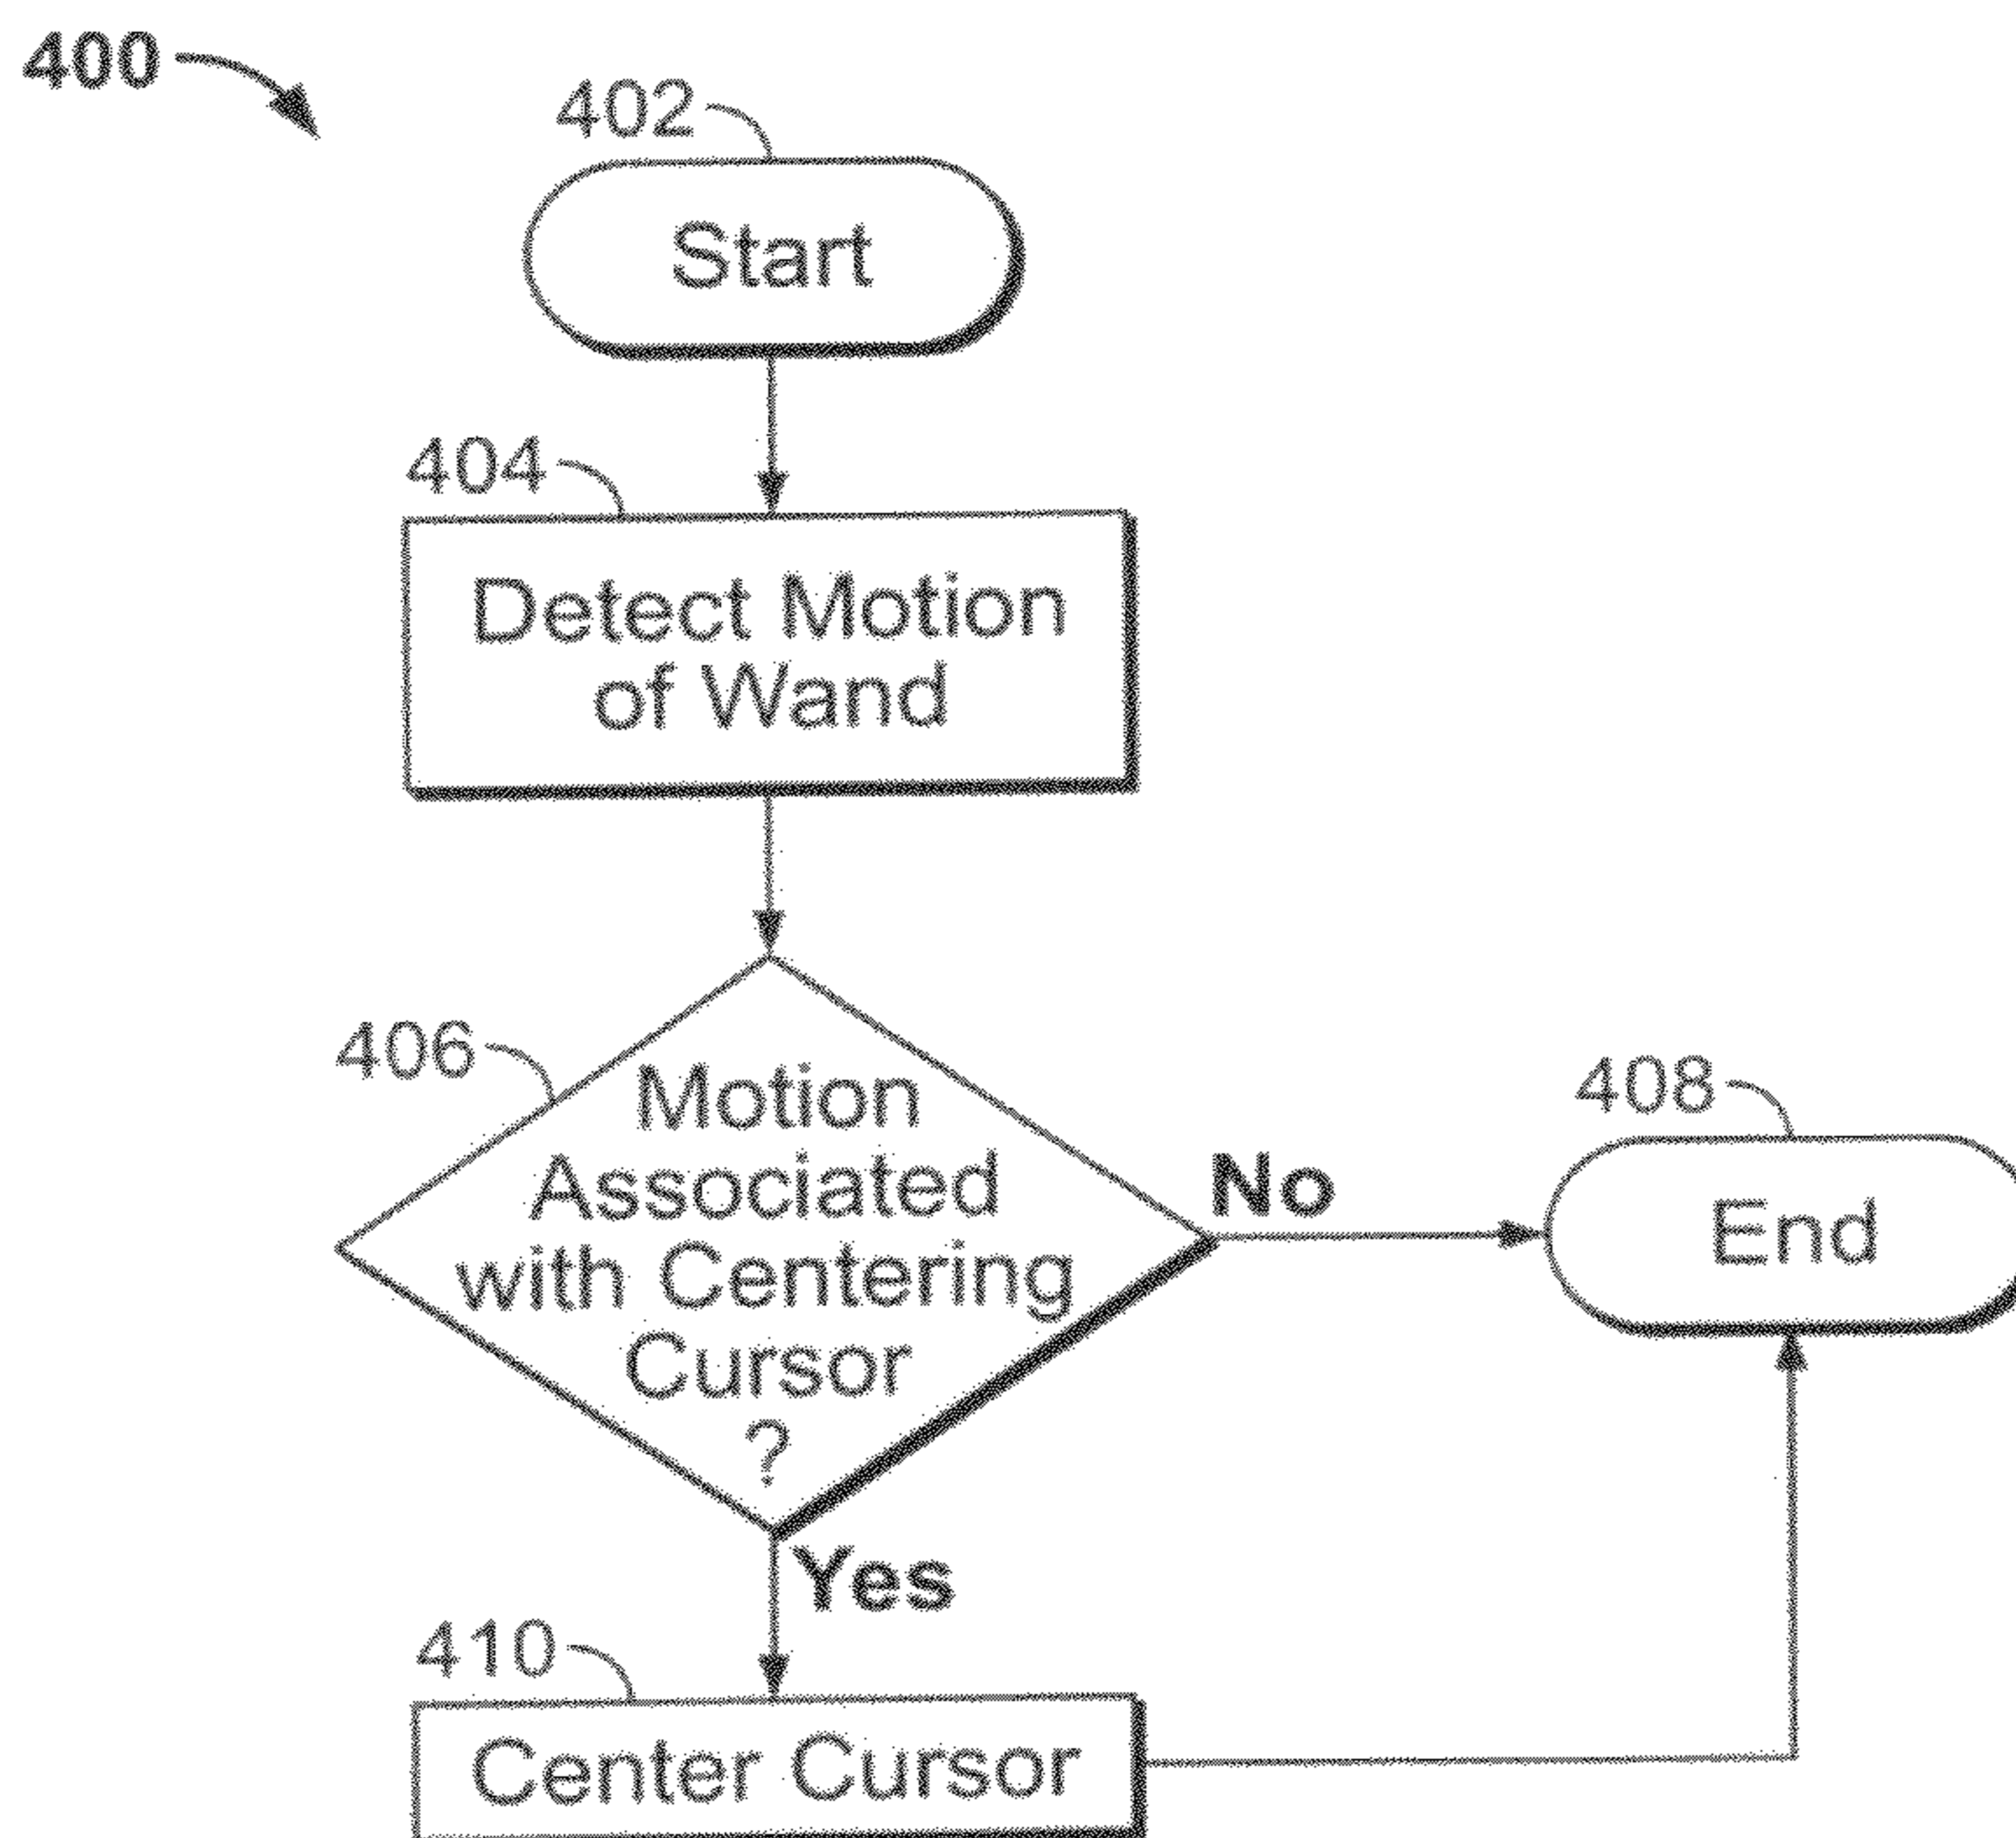 400
402
Start
404
Detect Motion
of Wand
406
Motion
Associated
with Centering
Cursor
?
No
408
End
Yes
410
Center Cursor